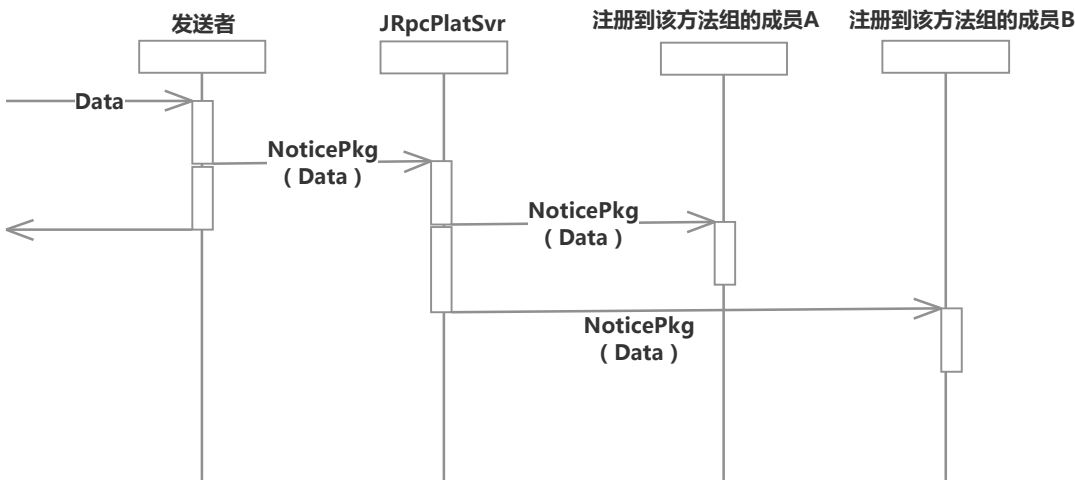 发送者
JRpcPlatSvr
注册到该方法组的成员A
注册到该方法组的成员B
Data
NoticePkg
（Data）
NoticePkg
（Data）
NoticePkg
（Data）